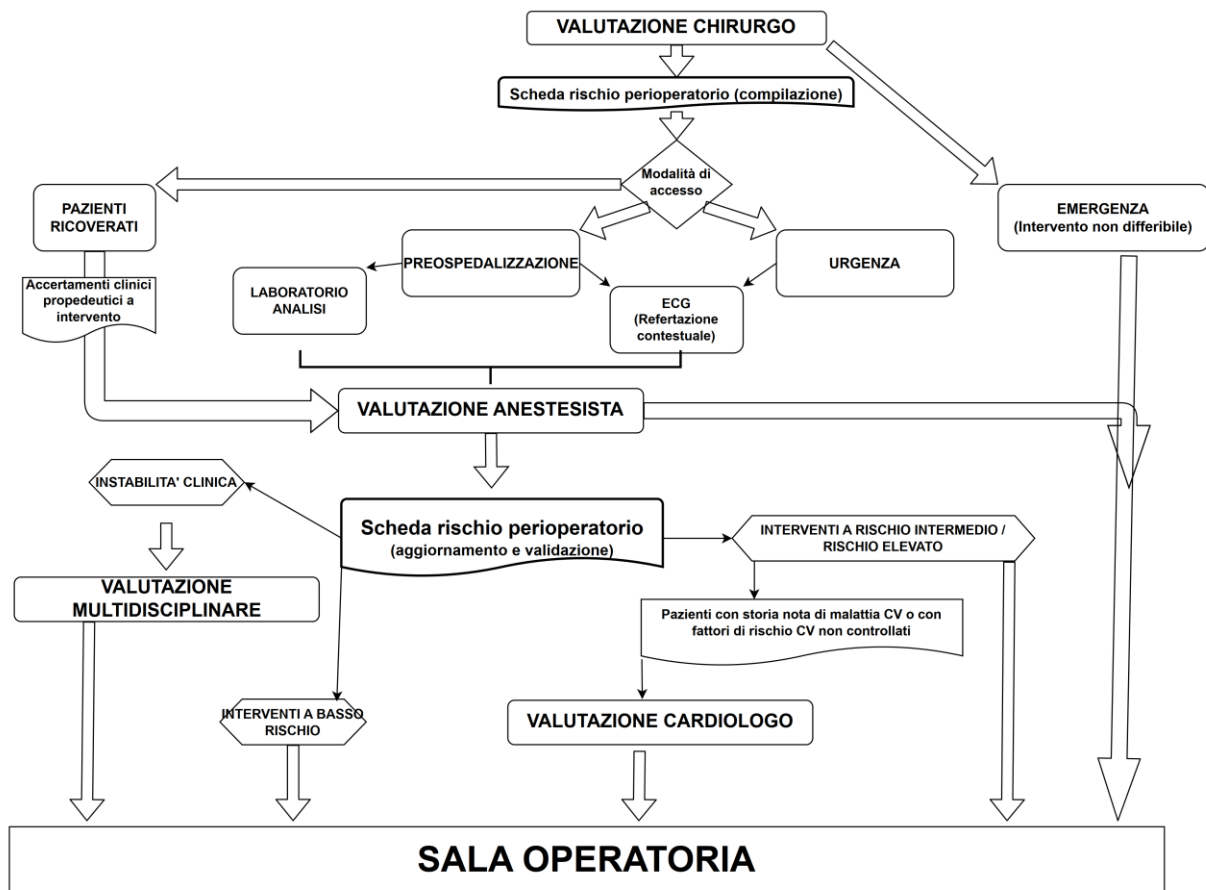 VALUTAZIONE CHIRURGO
Scheda rischio perioperatorio (compilazione)
Modalità di
accesso
PAZIENTI
RICOVERATI
EMERGENZA
(Intervento non differibile)
PREOSPEDALIZZAZIONE
URGENZA
Accertamenti clinici
propedeutici a
intervento
LABORATORIO
ANALISI
ECG
(Refertazione
contestuale)
VALUTAZIONE ANESTESISTA
INSTABILITA' CLINICA
Scheda rischio perioperatorio
(aggiornamento e validazione)
INTERVENTI A RISCHIO INTERMEDIO /
RISCHIO ELEVATO
VALUTAZIONE
MULTIDISCIPLINARE
Pazienti con storia nota di malattia CV o con
fattori di rischio CV non controllati
INTERVENTI A BASSO
RISCHIO
VALUTAZIONE CARDIOLOGO
SALA OPERATORIA